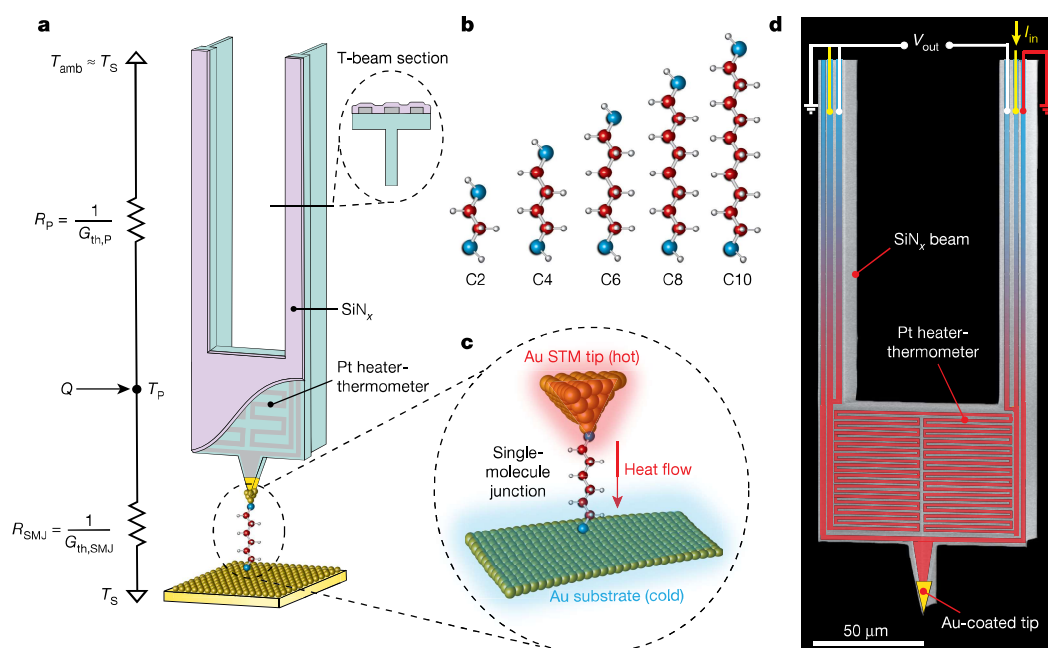 a
T_amb ≈ T_S
R_P = 1/G_th,P
Q
T_P
R_SMJ = 1/G_th,SMJ
T_S
T-beam section
SiN_x
Pt heater-
thermometer
b
C2 C4 C6 C8 C10
c
Au STM tip (hot)
Single-
molecule
junction
Heat flow
Au substrate (cold)
d
V_out
I_in
SiN_x beam
Pt heater-
thermometer
Au-coated tip
50 μm